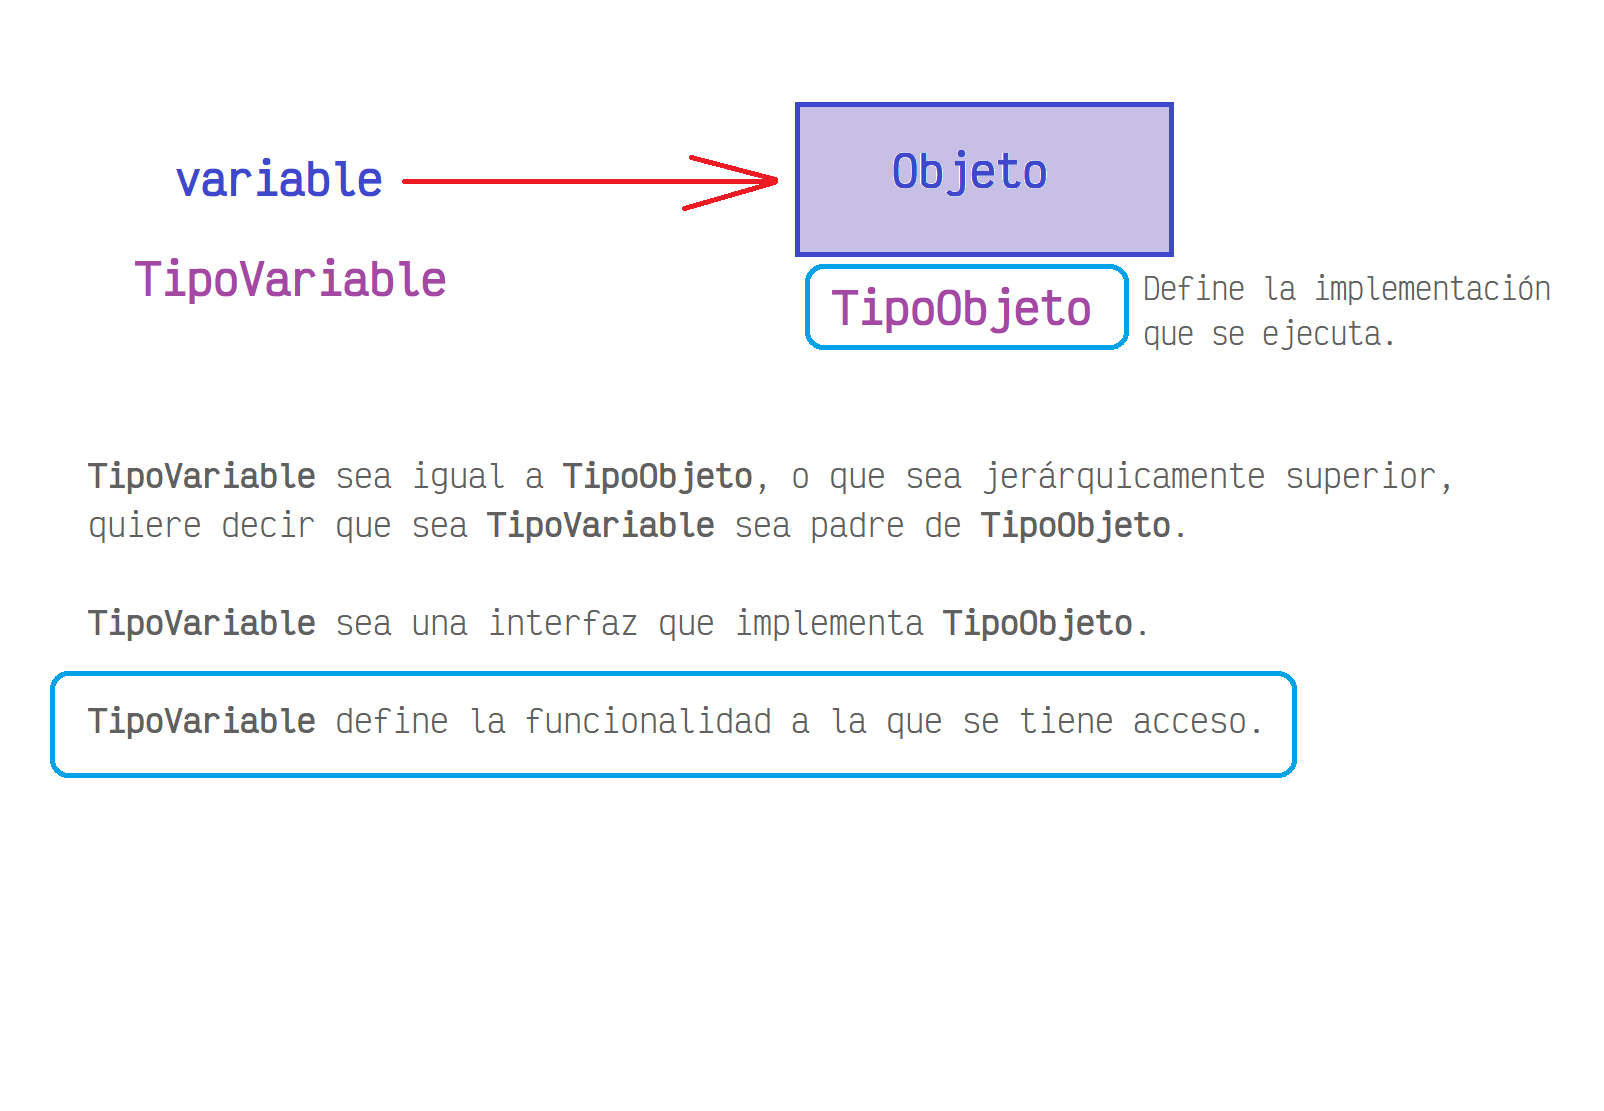 variable
Objeto
TipoVariable
TipoObjeto
Define la implementación
que se ejecuta.
TipoVariable sea igual a TipoObjeto, o que sea jerárquicamente superior,
quiere decir que sea TipoVariable sea padre de TipoObjeto.
TipoVariable sea una interfaz que implementa TipoObjeto.
TipoVariable define la funcionalidad a la que se tiene acceso.